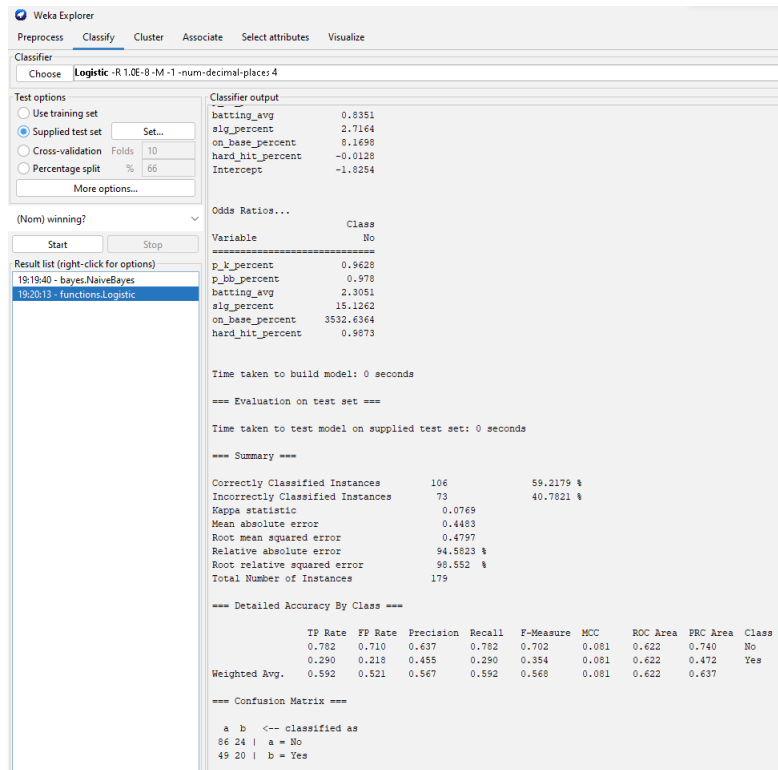 Weka Explorer
Preprocess Classify Cluster Associate Select attributes Visualize
Classifier
Choose Logistic -R 1.0E-8 -M -1 -num-decimal-places 4
Test options
Use training set
Supplied test set Set...
Cross-validation Folds 10
Percentage split % 66
More options...
(Nom) winning?
Start Stop
Result list (right-click for options)
19:19:40 - bayes.NaiveBayes
19:20:13 - functions.Logistic
Classifier output
batting_avg 0.8351
slg_percent 2.7164
on_base_percent 8.1698
hard_hit_percent -0.0128
Intercept -1.8254
Odds Ratios...
Class
Variable No
==============================
p_k_percent 0.9628
p_bb_percent 0.978
batting_avg 2.3051
slg_percent 15.1262
on_base_percent 3532.6364
hard_hit_percent 0.9873
Time taken to build model: 0 seconds
=== Evaluation on test set ===
Time taken to test model on supplied test set: 0 seconds
=== Summary ===
Correctly Classified Instances 106 59.2179 %
Incorrectly Classified Instances 73 40.7821 %
Kappa statistic 0.0769
Mean absolute error 0.4483
Root mean squared error 0.4797
Relative absolute error 94.5823 %
Root relative squared error 98.552 %
Total Number of Instances 179
=== Detailed Accuracy By Class ===
TP Rate FP Rate Precision Recall F-Measure MCC ROC Area PRC Area Class
0.782 0.710 0.637 0.782 0.702 0.081 0.622 0.740 No
0.290 0.218 0.455 0.290 0.354 0.081 0.622 0.472 Yes
Weighted Avg. 0.592 0.521 0.567 0.592 0.568 0.081 0.622 0.637
=== Confusion Matrix ===
a b <-- classified as
86 24 | a = No
49 20 | b = Yes